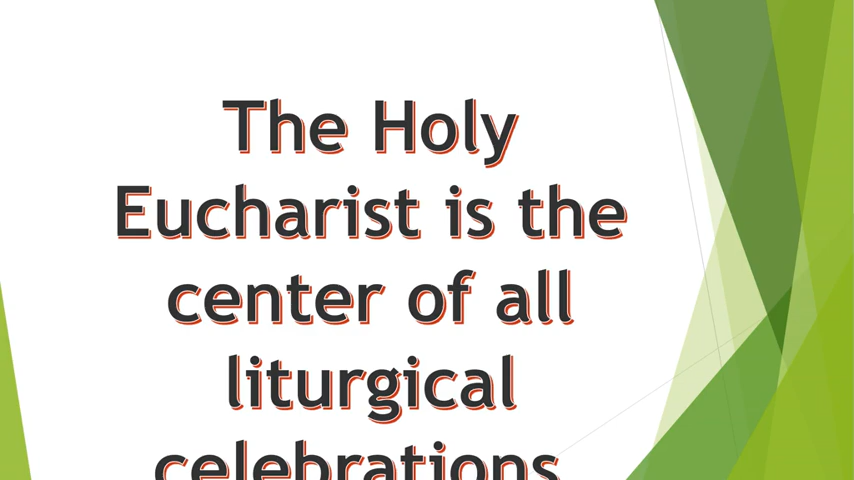 The Holy
Eucharist is the
center of all
liturgical
celebrations